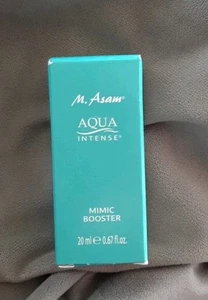 M. Asam®
AQUA
INTENSE®
MIMIC
BOOSTER
20 ml ℮ 0.67 fl.oz.